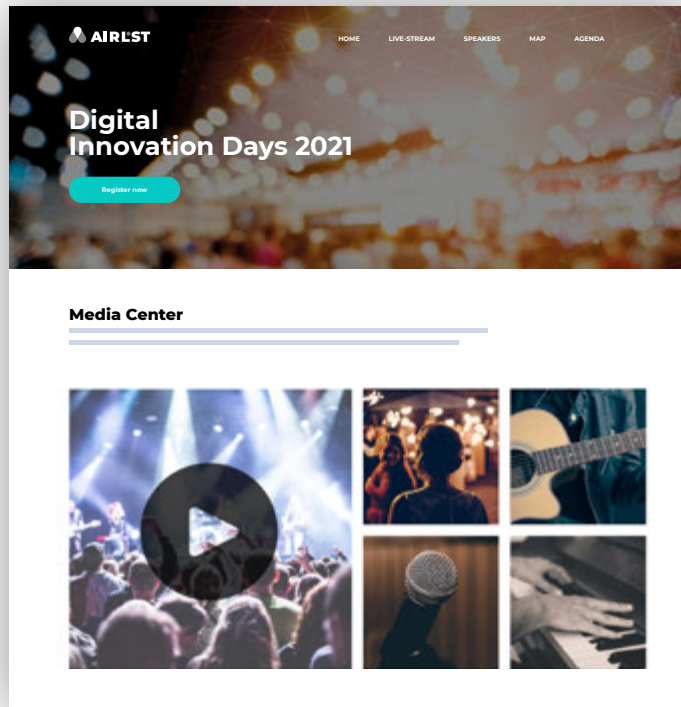 AIRLST
HOME LIVE-STREAM SPEAKERS MAP AGENDA
Digital
Innovation Days 2021
Register now
Media Center